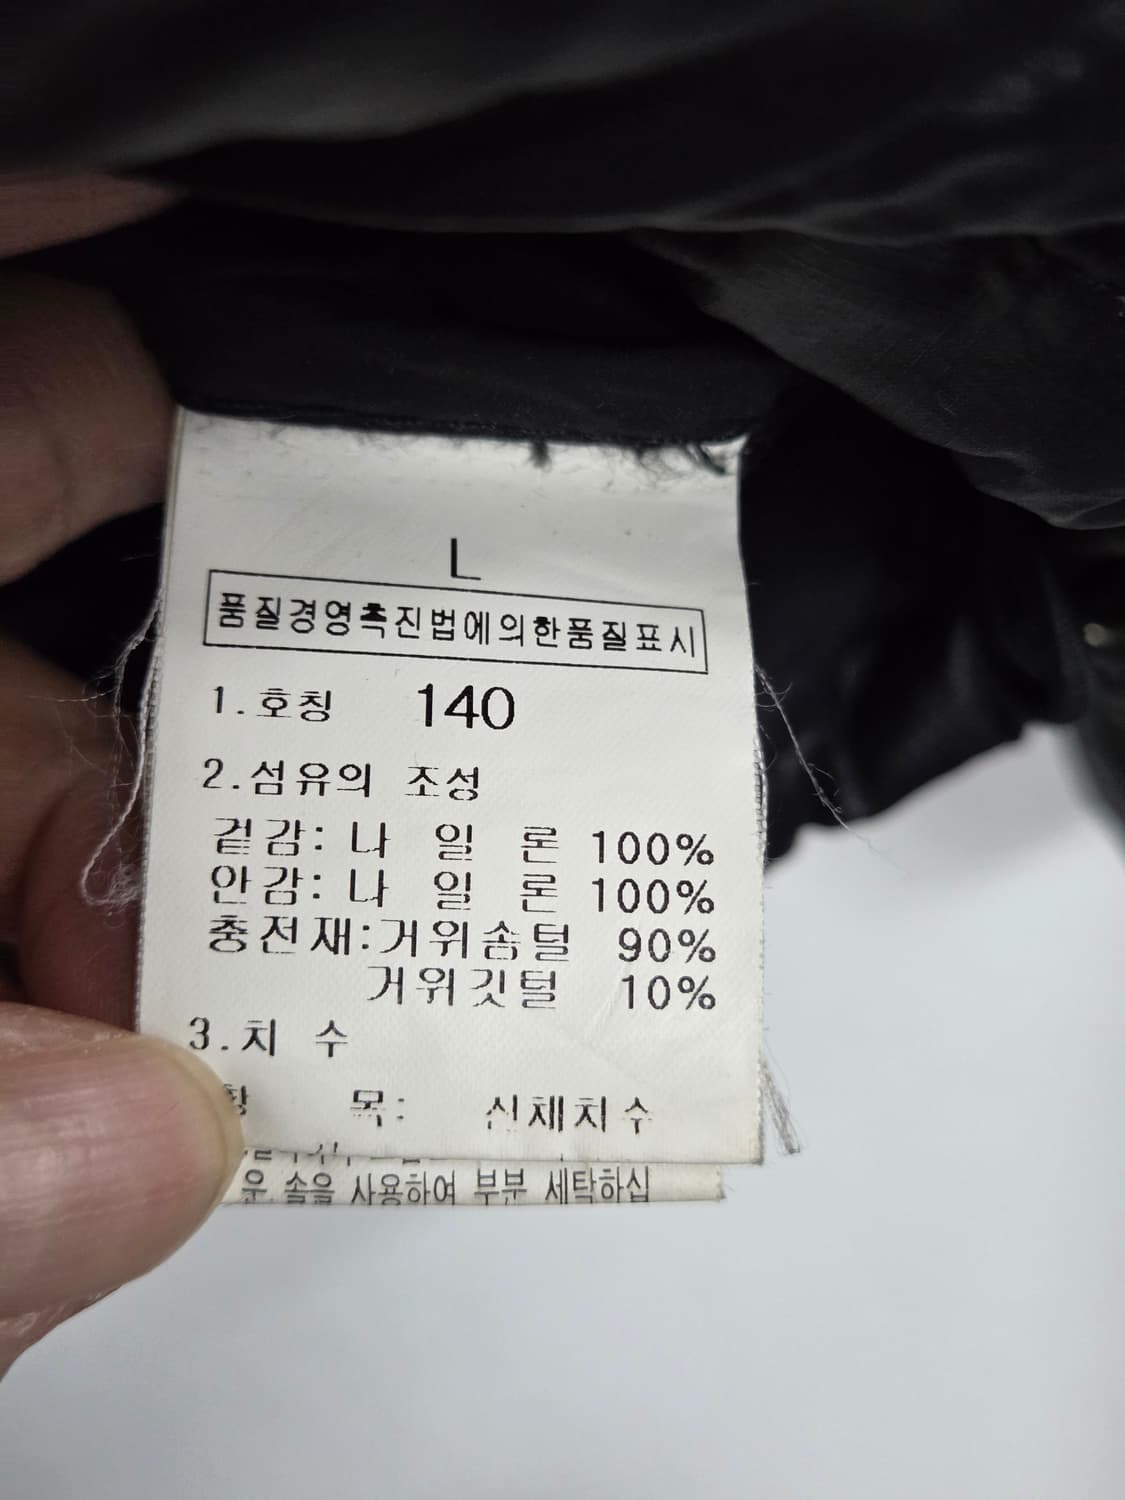 L
품질경영촉진법에의한품질표시
1.호칭 140
2.섬유의 조성
겉감: 나 일 론 100%
안감: 나 일 론 100%
충전재:거위솜털 90%
거위깃털 10%
3.치 수
항 목: 신체치수
운 솔을 사용하여 부분 세탁하십